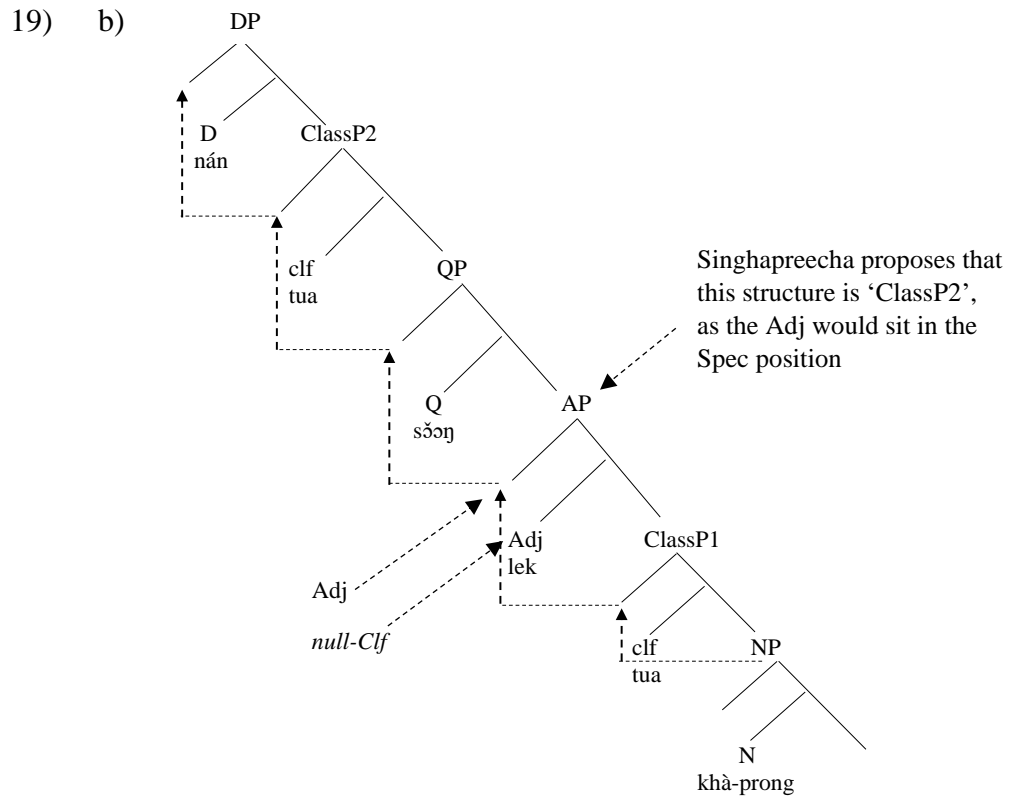 19) b) DP
D ClassP2
nán
clf QP
tua
Singhapreecha proposes that
this structure is ‘ClassP2’,
as the Adj would sit in the
Spec position
Q AP
sɔ̌ɔŋ
Adj ClassP1
lek
Adj
null-Clf
clf NP
tua
N
khà-prong